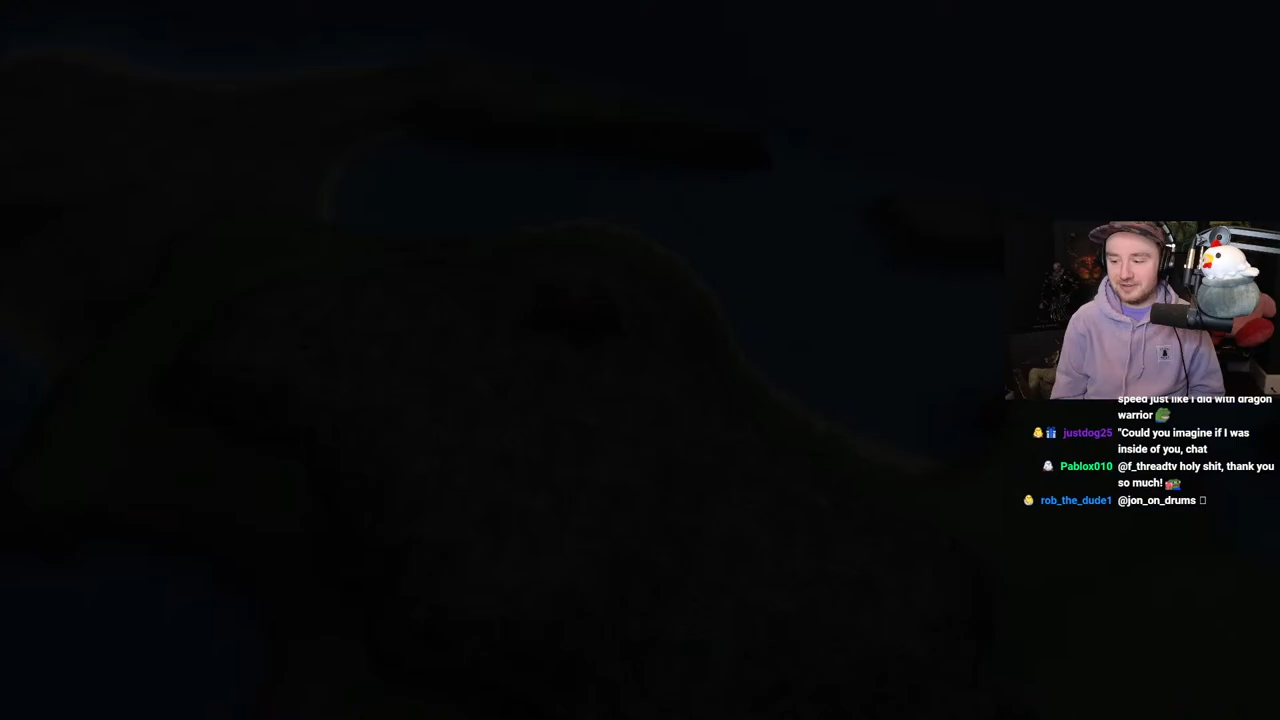 speed just like I did with dragon
warrior
justdog25 "Could you imagine if I was
inside of you, chat
Pablox010 @f_threadtv holy shit, thank you
so much!
rob_the_dude1 @jon_on_drums